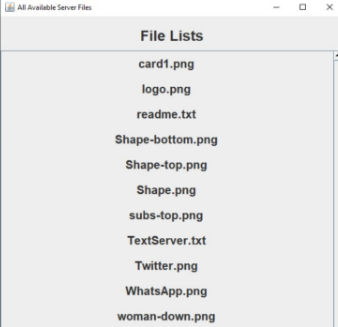 All Available Server Files
File Lists
card1.png
logo.png
readme.txt
Shape-bottom.png
Shape-top.png
Shape.png
subs-top.png
TextServer.txt
Twitter.png
WhatsApp.png
woman-down.png